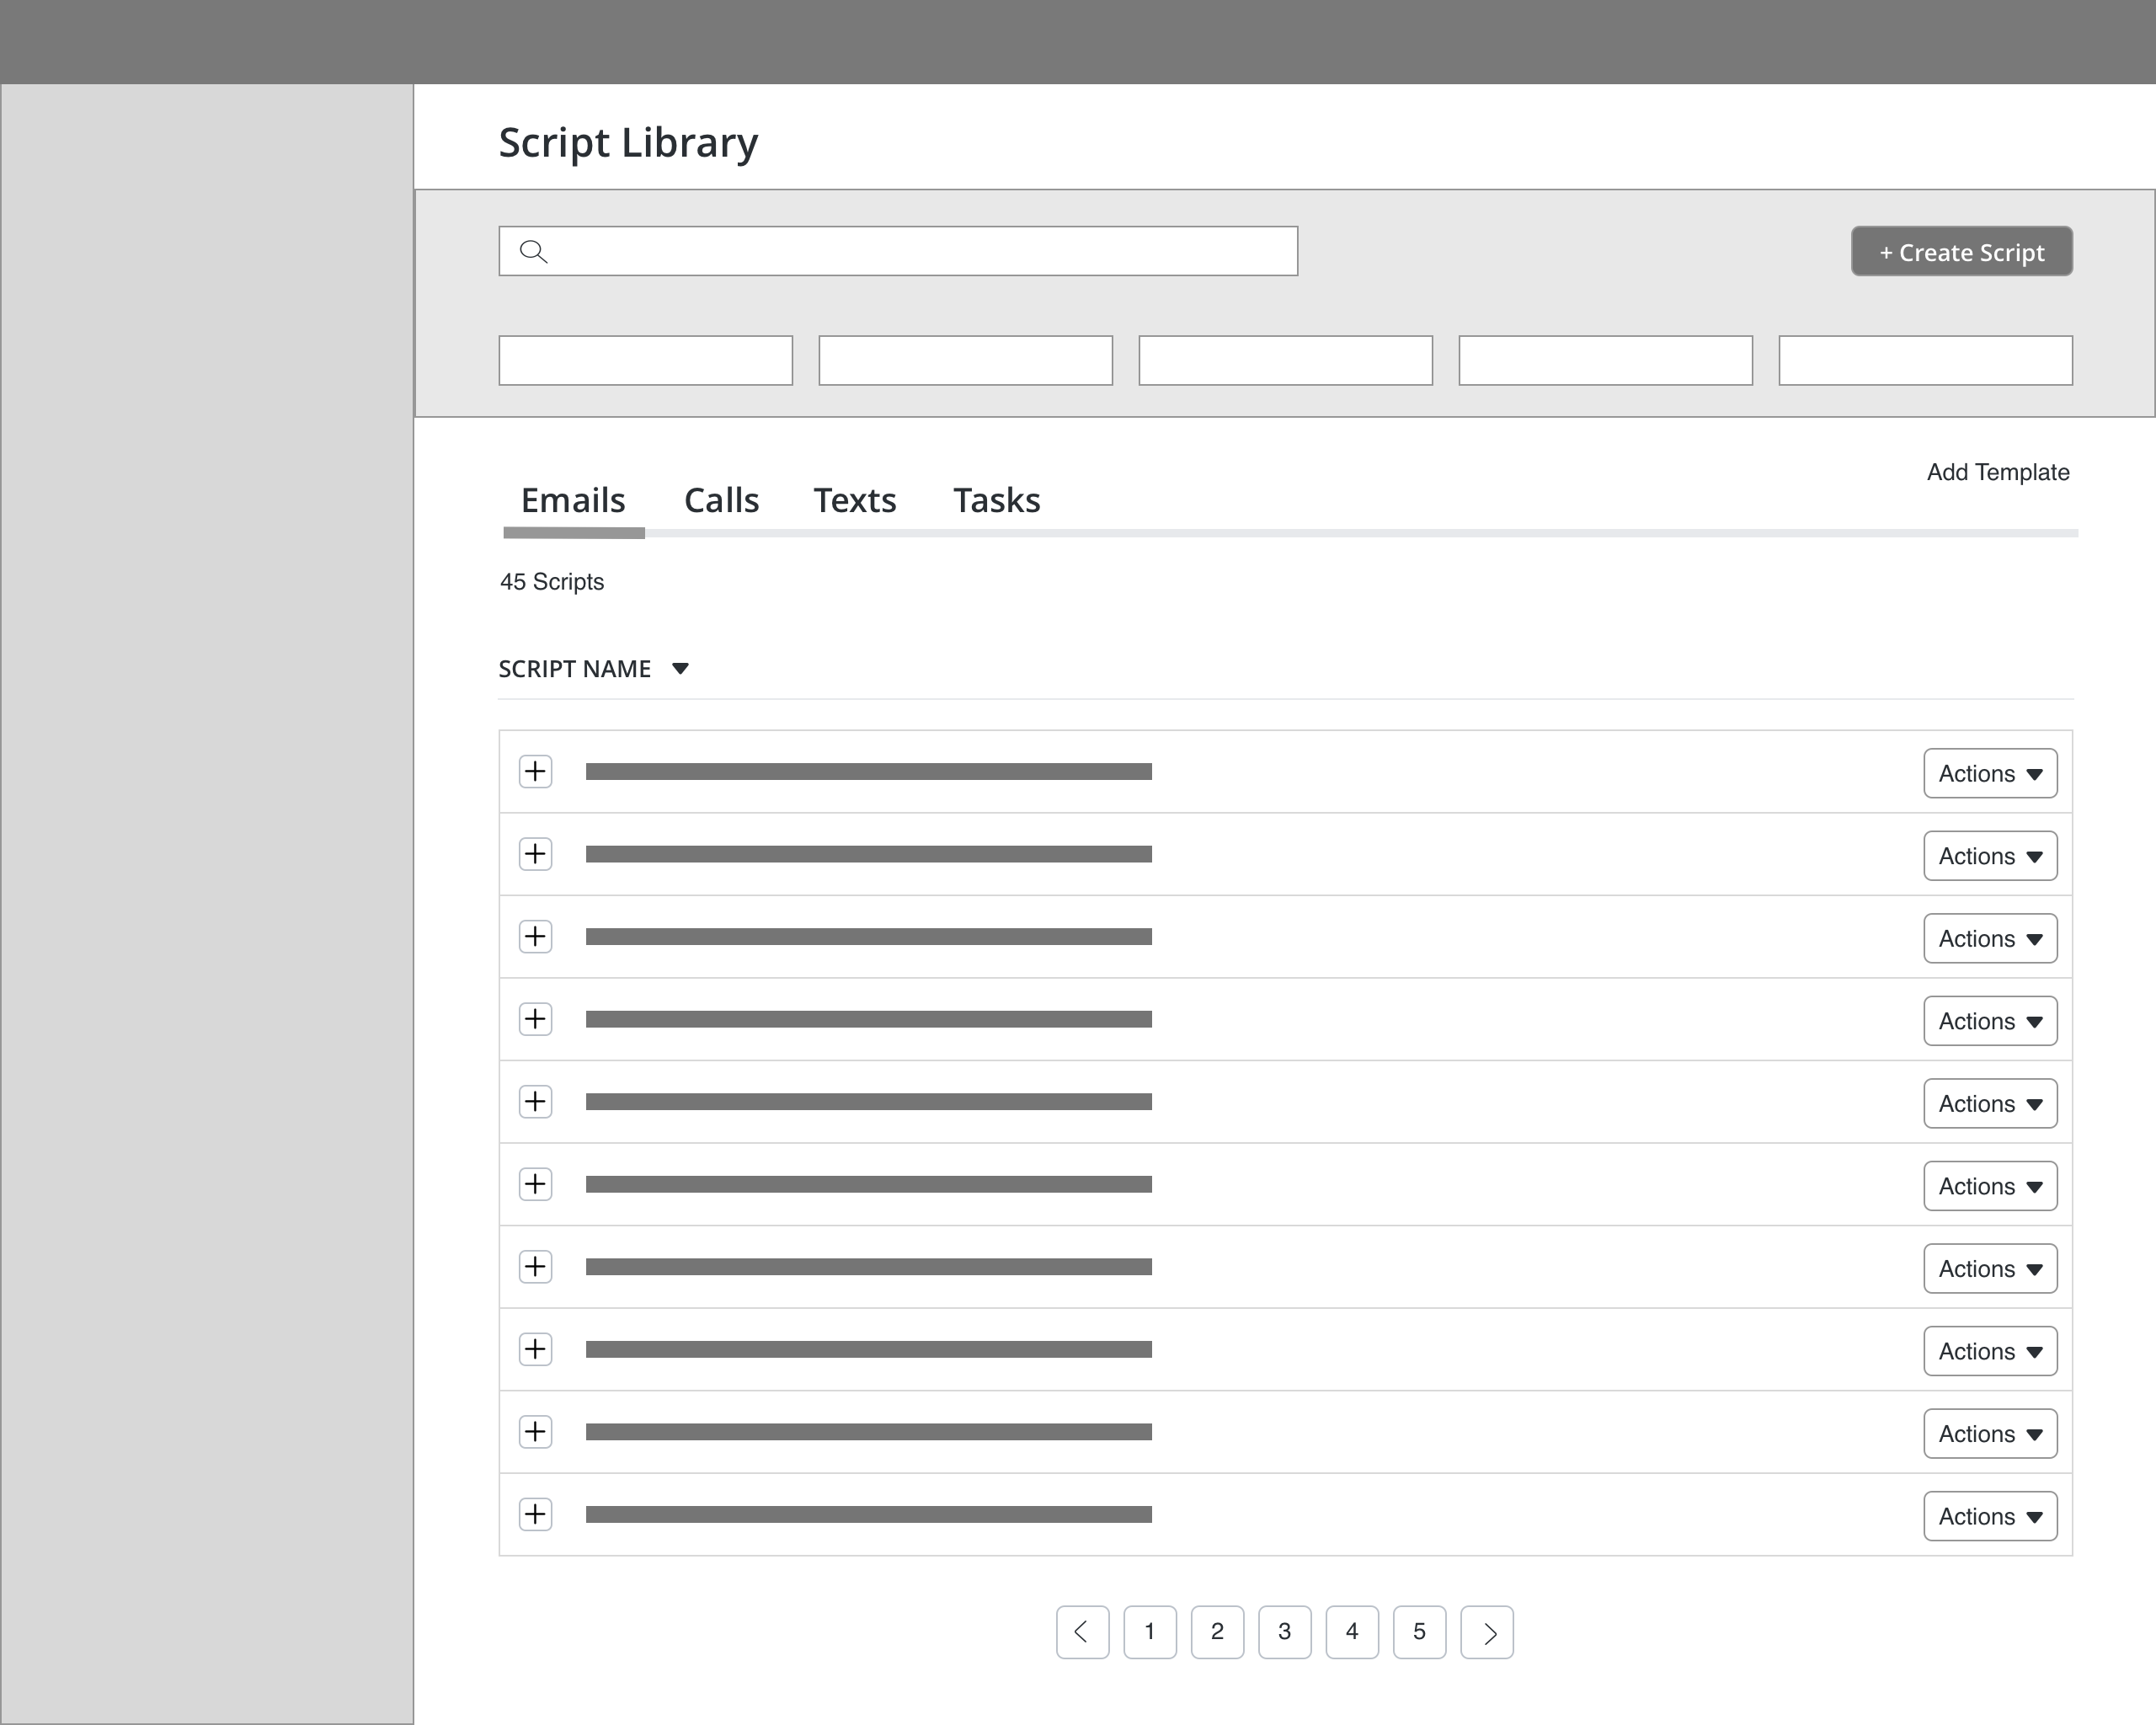 Script Library
+ Create Script
Add Template
Emails Calls Texts Tasks
45 Scripts
SCRIPT NAME
Actions
Actions
Actions
Actions
Actions
Actions
Actions
Actions
Actions
Actions
1 2 3 4 5